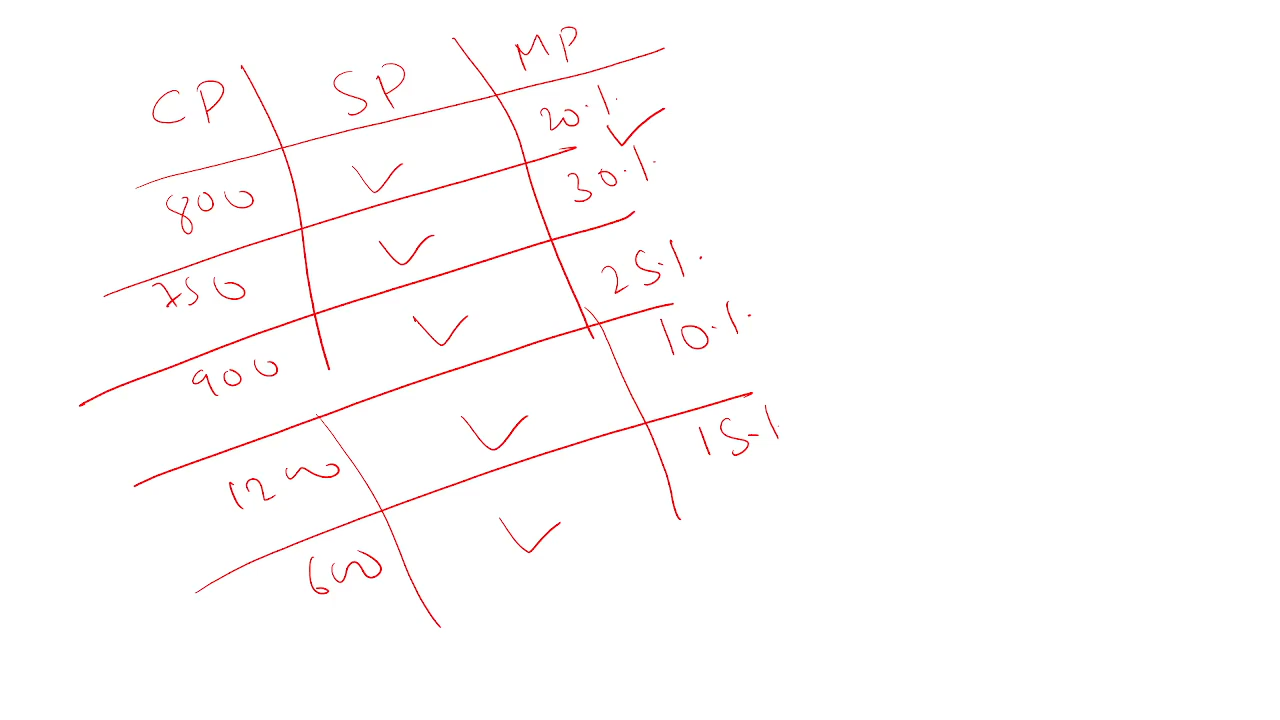 CP SP MP
800 ✓ 20% ✓
750 ✓ 30%
900 ✓ 25%
1200 ✓ 10%
600 ✓ 15%